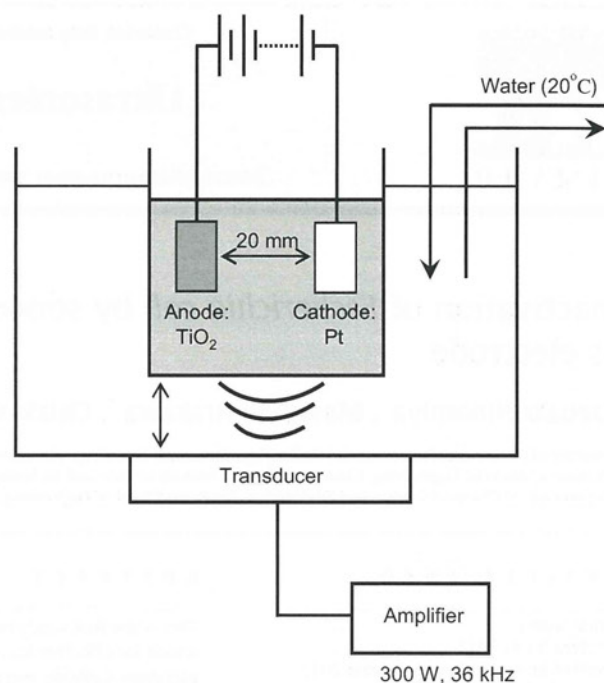 Water (20°C)
20 mm
Anode:
TiO₂
Cathode:
Pt
Transducer
Amplifier
300 W, 36 kHz